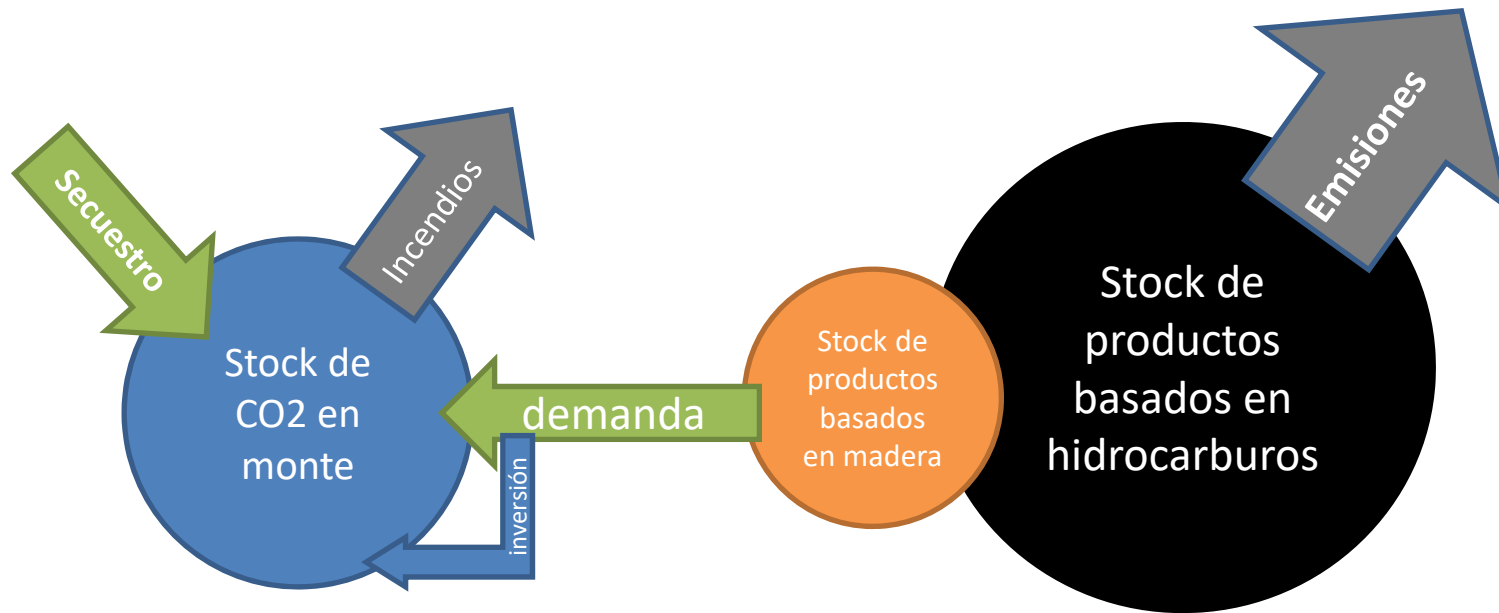 Secuestro
Incendios
Stock de
CO2 en
monte
demanda
inversión
Stock de
productos
basados
en madera
Stock de
productos
basados en
hidrocarburos
Emisiones